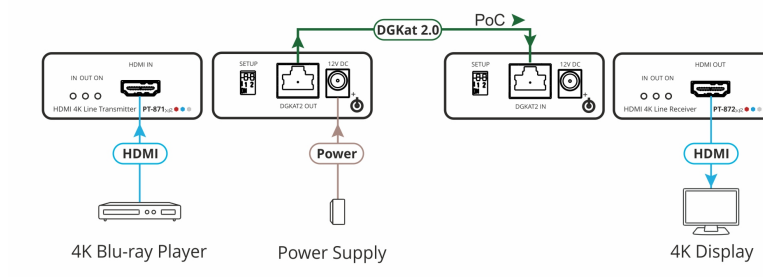 DGKat 2.0
PoC
HDMI IN
IN OUT ON
HDMI 4K Line Transmitter
PT-871xr
SETUP
1 2
12V DC
DGKAT2 OUT
SETUP
1 2
12V DC
DGKAT2 IN
HDMI OUT
IN OUT ON
HDMI 4K Line Receiver
PT-872xr
HDMI
Power
HDMI
4K Blu-ray Player
Power Supply
4K Display